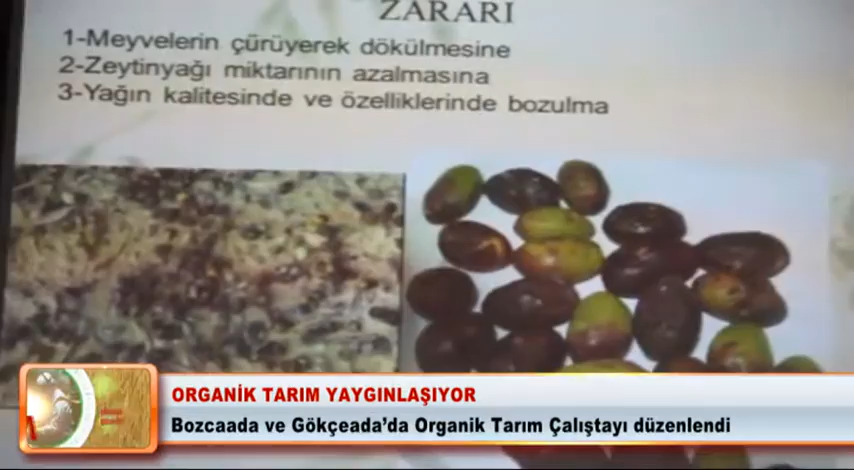 ZARARI
1-Meyvelerin çürüyerek dökülmesine
2-Zeytinyağı miktarının azalmasına
3-Yağın kalitesinde ve özelliklerinde bozulma
ORGANİK TARIM YAYGINLAŞIYOR
Bozcaada ve Gökçeada'da Organik Tarım Çalıştayı düzenlendi